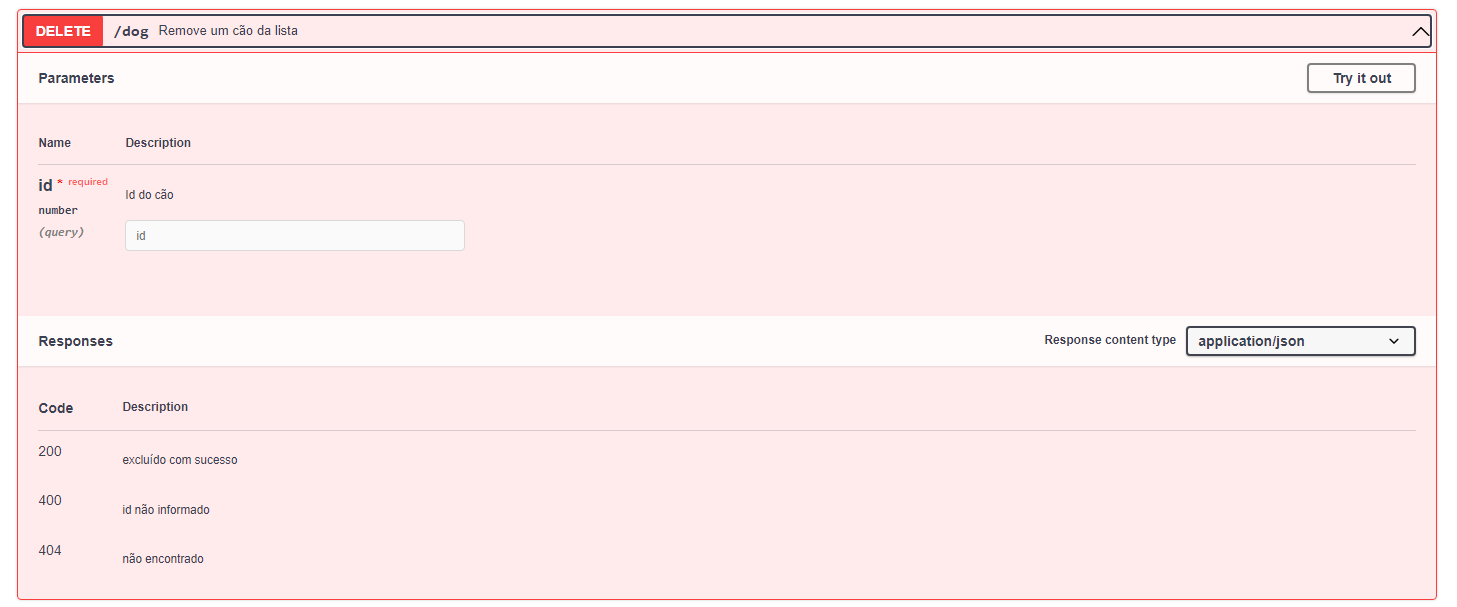 DELETE /dog Remove um cão da lista
Parameters Try it out
Name Description
id * required
Id do cão
number
(query)
id
Responses Response content type application/json
Code Description
200 excluído com sucesso
400 id não informado
404 não encontrado